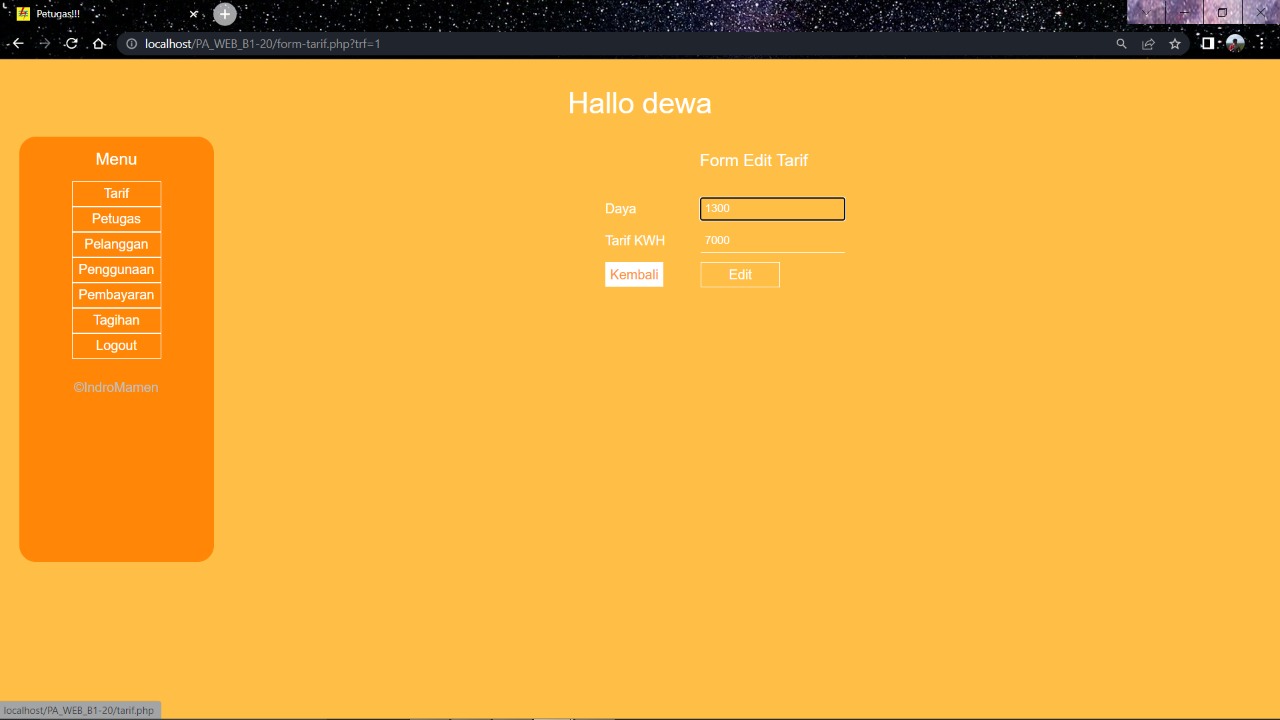 Petugas!!!
localhost/PA_WEB_B1-20/form-tarif.php?trf=1
Hallo dewa
Menu
Tarif
Petugas
Pelanggan
Penggunaan
Pembayaran
Tagihan
Logout
©IndroMamen
Form Edit Tarif
Daya 1300
Tarif KWH 7000
Kembali Edit
localhost/PA_WEB_B1-20/tarif.php